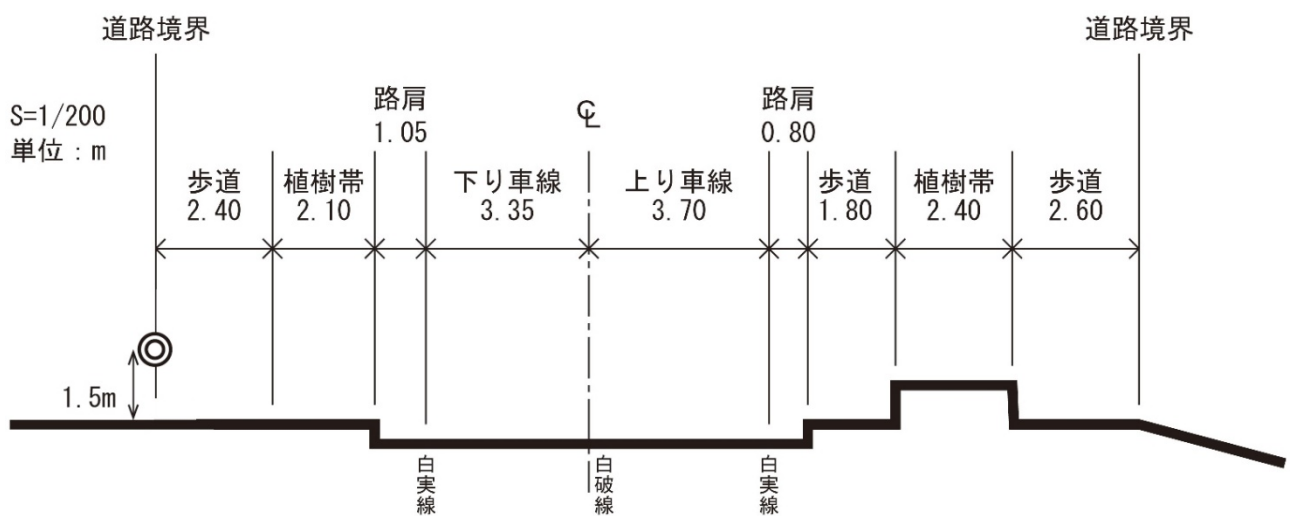 道路境界
道路境界
S=1/200
単位：m
路肩
1.05
℄
路肩
0.80
歩道
2.40
植樹帯
2.10
下り車線
3.35
上り車線
3.70
歩道
1.80
植樹帯
2.40
歩道
2.60
1.5m
白実線
白破線
白実線